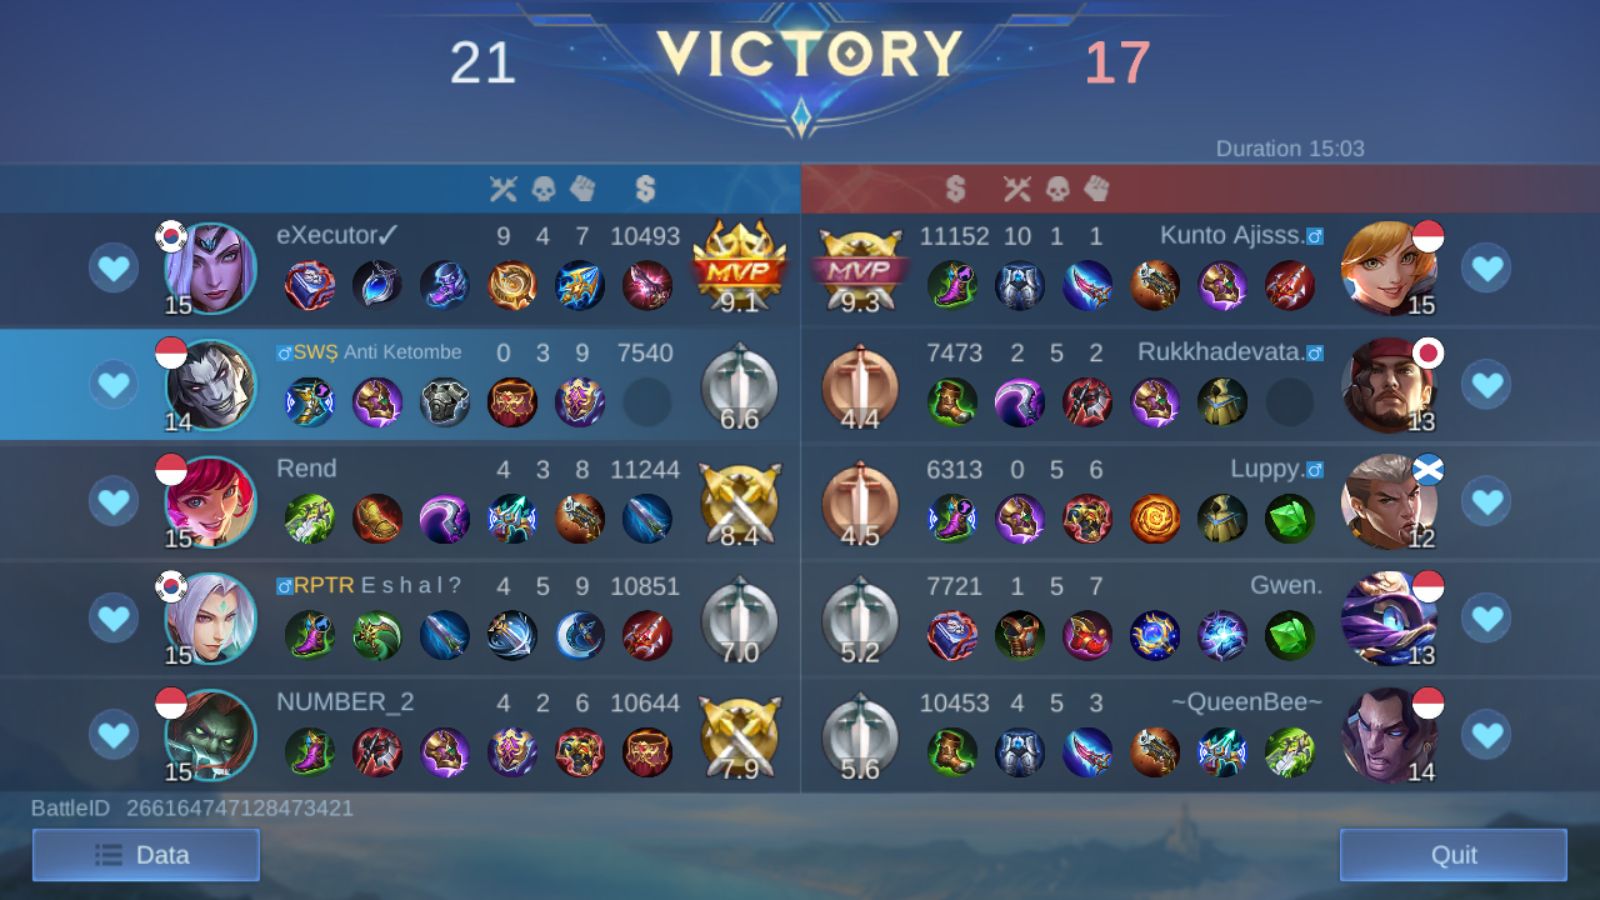 21 VICTORY 17
Duration 15:03
eXecutor✓ 9 4 7 10493 MVP 9.1 15
MVP 9.3 11152 10 1 1 Kunto Ajisss.♂ 15
♂SWŞ Anti Ketombe 0 3 9 7540 6.6 14
4.4 7473 2 5 2 Rukkhadevata.♂ 13
Rend 4 3 8 11244 8.4 15
4.5 6313 0 5 6 Luppy.♂ 12
♂RPTR E s h a l ? 4 5 9 10851 7.0 15
5.2 7721 1 5 7 Gwen. 13
NUMBER_2 4 2 6 10644 7.9 15
5.6 10453 4 5 3 ~QueenBee~ 14
BattleID 266164747128473421
Data
Quit